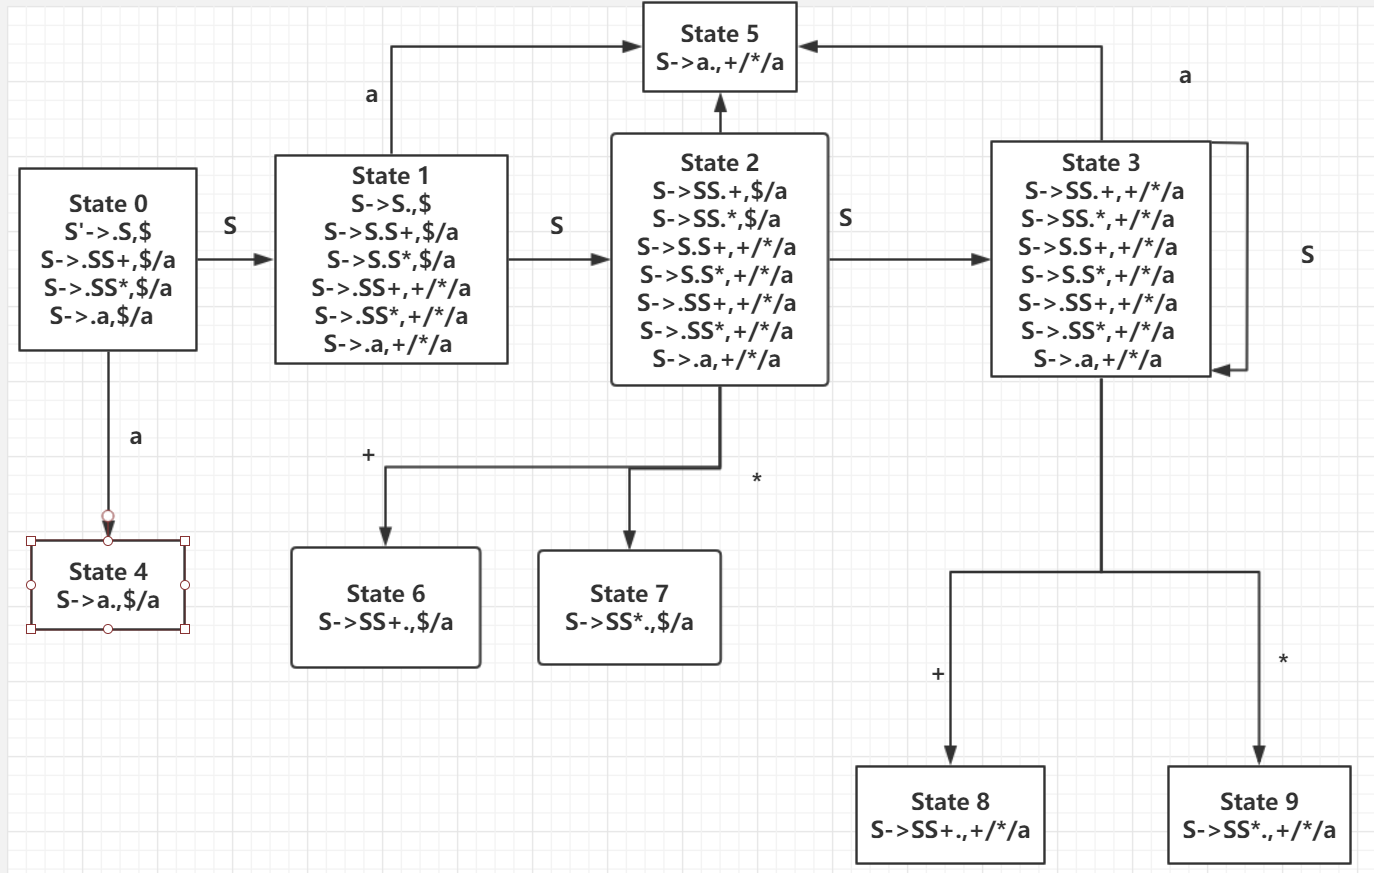 State 5
S->a.,+/*/a
a
a
State 0
S'->.S,$
S->.SS+,$/a
S->.SS*,$/a
S->.a,$/a
S
State 1
S->S.,$
S->S.S+,$/a
S->S.S*,$/a
S->.SS+,+/*/a
S->.SS*,+/*/a
S->.a,+/*/a
S
State 2
S->SS.+,$/a
S->SS.*,$/a
S->S.S+,+/*/a
S->S.S*,+/*/a
S->.SS+,+/*/a
S->.SS*,+/*/a
S->.a,+/*/a
S
State 3
S->SS.+,+/*/a
S->SS.*,+/*/a
S->S.S+,+/*/a
S->S.S*,+/*/a
S->.SS+,+/*/a
S->.SS*,+/*/a
S->.a,+/*/a
S
a
+
*
State 4
S->a.,$/a
State 6
S->SS+.,$/a
State 7
S->SS*.,$/a
+
*
State 8
S->SS+.,+/*/a
State 9
S->SS*.,+/*/a